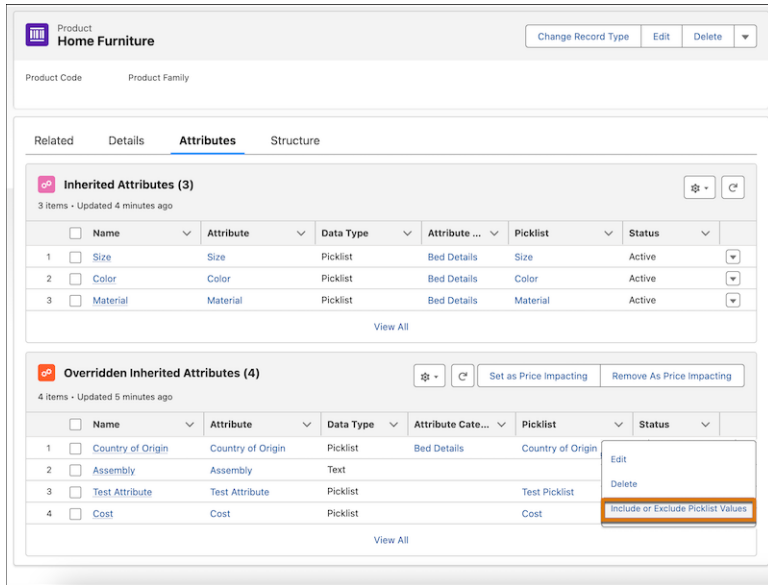 Product
Home Furniture
Change Record Type Edit Delete
Product Code Product Family
Related Details Attributes Structure
Inherited Attributes (3)
3 items • Updated 4 minutes ago
Name Attribute Data Type Attribute ... Picklist Status
1 Size Size Picklist Bed Details Size Active
2 Color Color Picklist Bed Details Color Active
3 Material Material Picklist Bed Details Material Active
View All
Overridden Inherited Attributes (4)
Set as Price Impacting Remove As Price Impacting
4 items • Updated 5 minutes ago
Name Attribute Data Type Attribute Cate... Picklist Status
1 Country of Origin Country of Origin Picklist Bed Details Country of Origin
2 Assembly Assembly Text
3 Test Attribute Test Attribute Picklist Test Picklist
4 Cost Cost Picklist Cost
Edit
Delete
Include or Exclude Picklist Values
View All